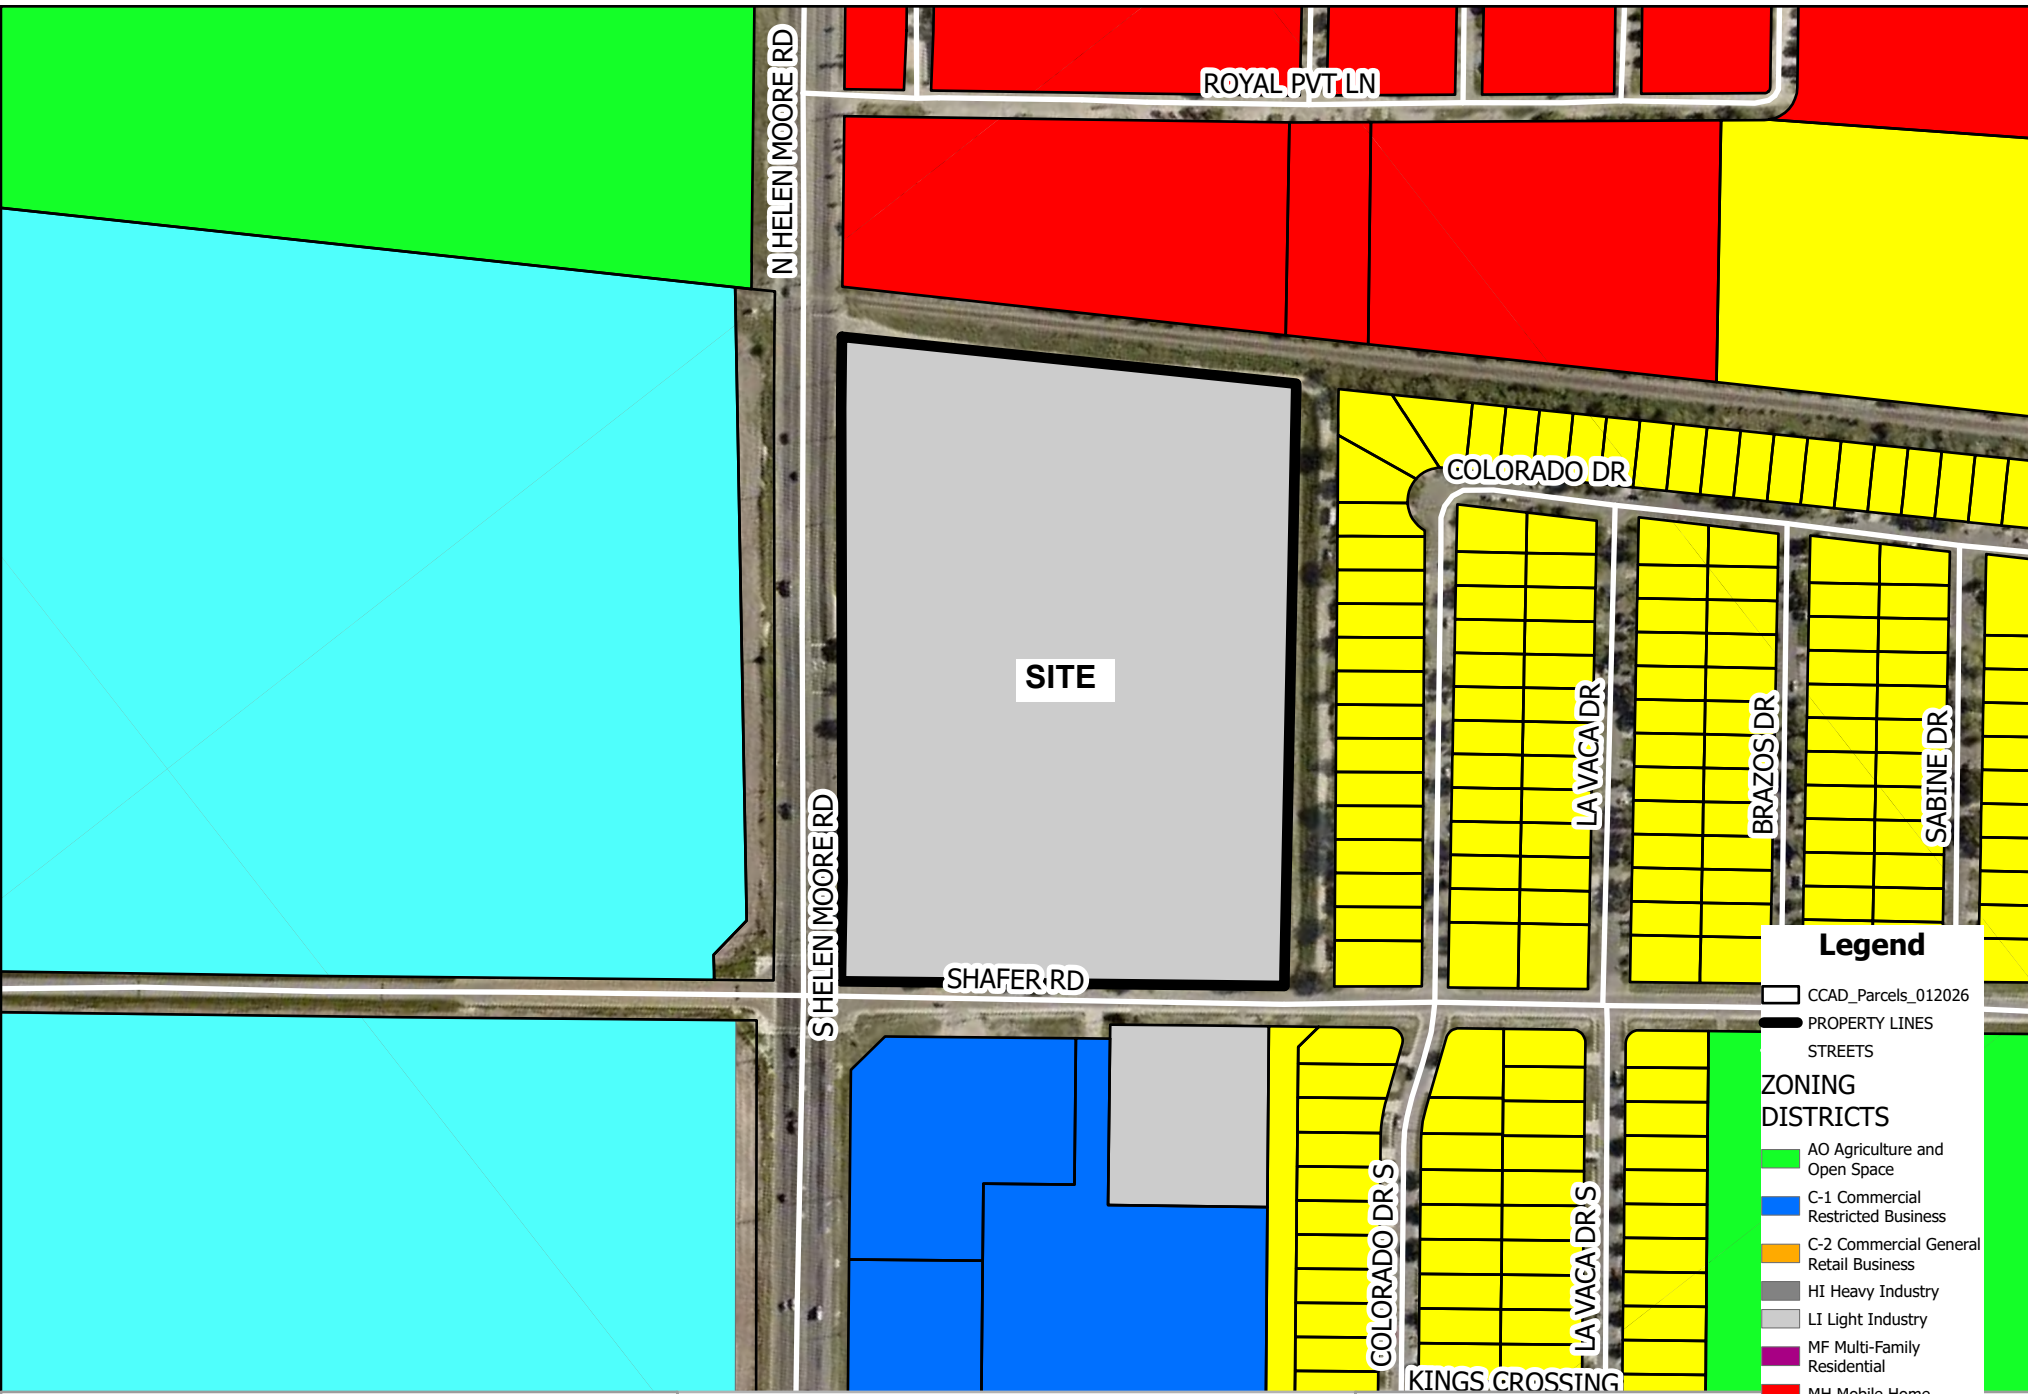 N HELEN MOORE RD
ROYAL PVT LN
COLORADO DR
SITE
LA VACA DR
BRAZOS DR
SABINE DR
S HELEN MOORE RD
SHAFER RD
COLORADO DR S
LA VACA DR S
KINGS CROSSING
Legend
CCAD_Parcels_012026
PROPERTY LINES
STREETS
ZONING
DISTRICTS
AO Agriculture and
Open Space
C-1 Commercial
Restricted Business
C-2 Commercial General
Retail Business
HI Heavy Industry
LI Light Industry
MF Multi-Family
Residential
MH Mobile Home